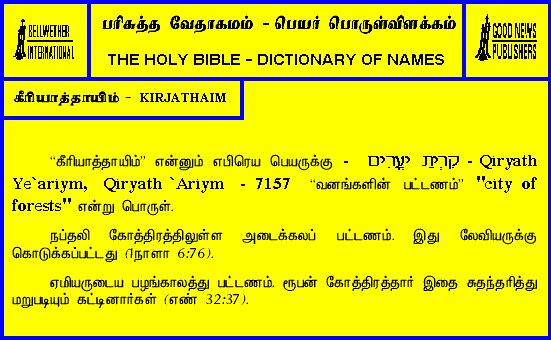 BELLWETHER
INTERNATIONAL
பரிசுத்த வேதாகமம் - பெயர் பொருள்விளக்கம்
THE HOLY BIBLE – DICTIONARY OF NAMES
GOOD NEWS
PUBLISHERS
கீரியாத்தாயிம் - KIRJATHAIM
“கீரியாத்தாயிம்” என்னும் எபிரெய பெயருக்கு - קִרְיַת יְעָרִים - Qiryath
Ye`ariym, Qiryath `Ariym - 7157 “வனங்களின் பட்டணம்” "city of
forests" என்று பொருள்.
நப்தலி கோத்திரத்திலுள்ள அடைக்கலப் பட்டணம். இது லேவியருக்கு
கொடுக்கப்பட்டது (1நாளா 6:76).
ஏமியருடைய பழங்காலத்து பட்டணம். ரூபன் கோத்திரத்தார் இதை சுதந்தரித்து
மறுபடியும் கட்டினார்கள் (எண் 32:37).